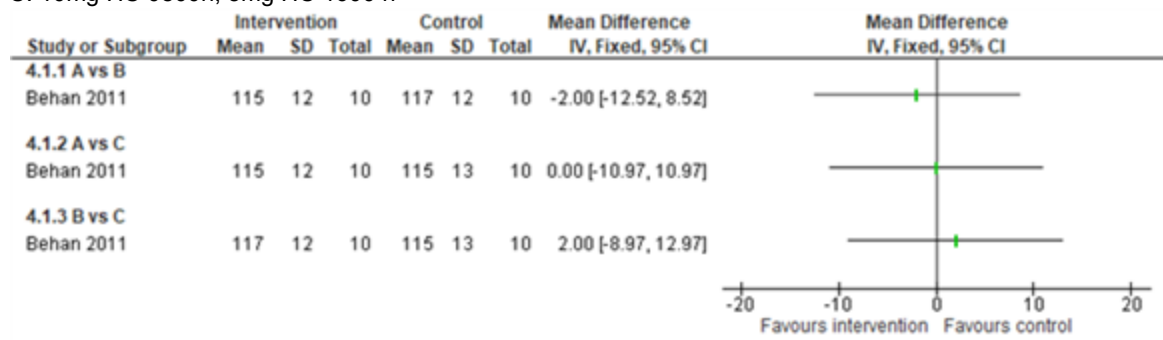 Intervention Control Mean Difference Mean Difference
Study or Subgroup Mean SD Total Mean SD Total IV, Fixed, 95% CI IV, Fixed, 95% CI
4.1.1 A vs B
Behan 2011 115 12 10 117 12 10 -2.00 [-12.52, 8.52]
4.1.2 A vs C
Behan 2011 115 12 10 115 13 10 0.00 [-10.97, 10.97]
4.1.3 B vs C
Behan 2011 117 12 10 115 13 10 2.00 [-8.97, 12.97]
-20 -10 0 10 20
Favours intervention Favours control